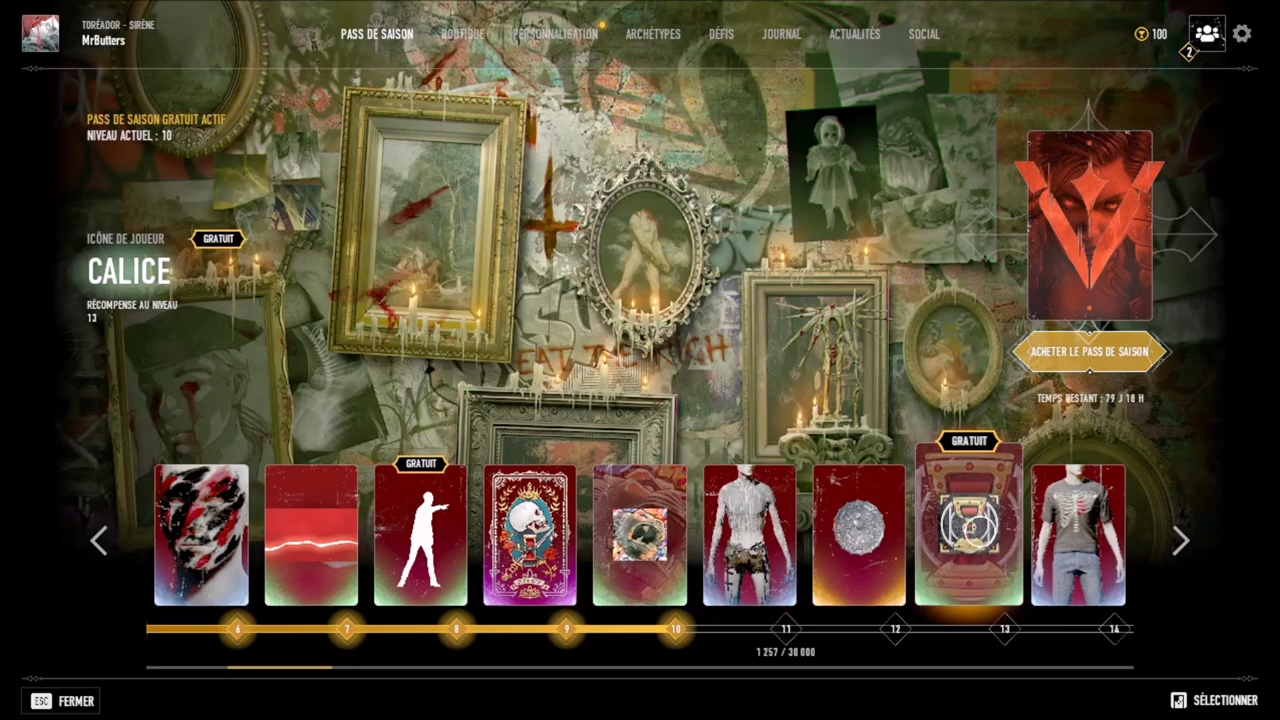 TORÉADOR - SIRÈNE
MrButters
PASS DE SAISON
BOUTIQUE
PERSONNALISATION
ARCHÉTYPES
DÉFIS
JOURNAL
ACTUALITÉS
SOCIAL
100
2
PASS DE SAISON GRATUIT ACTIF
NIVEAU ACTUEL : 10
ICÔNE DE JOUEUR
GRATUIT
CALICE
RÉCOMPENSE AU NIVEAU
13
EAT THE RICH
ACHETER LE PASS DE SAISON
TEMPS RESTANT : 79 J 18 H
GRATUIT
GRATUIT
6
7
8
9
10
11
12
13
14
1 257 / 30 000
ESC FERMER
SÉLECTIONNER